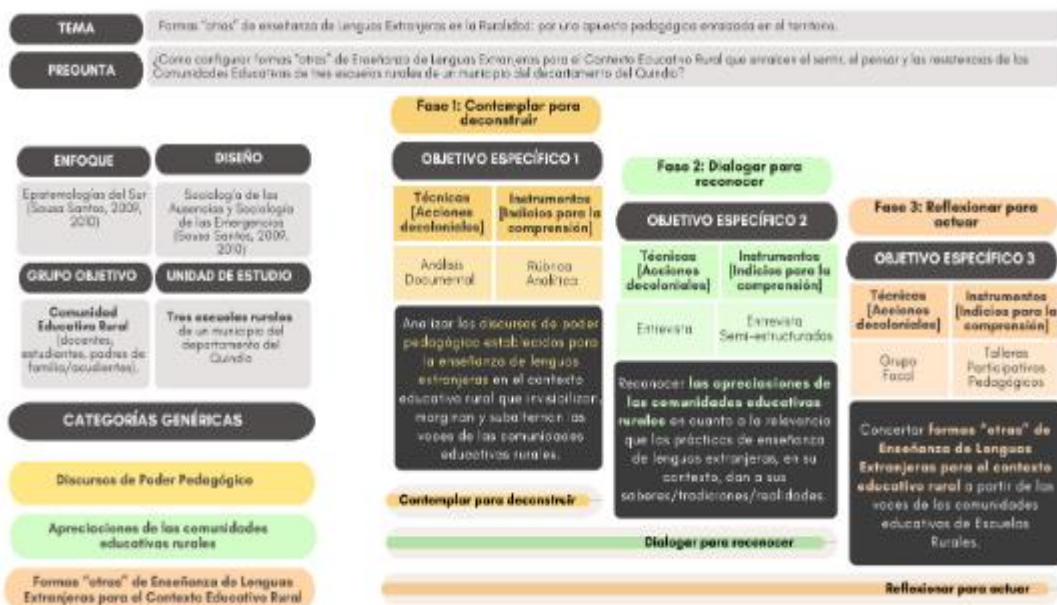 TEMA
Formas "otras" de enseñanza de Lenguas Extranjeras en la Ruralidad: por una apuesta pedagógica enraizada en el territorio.
PREGUNTA
¿Cómo configurar formas "otras" de Enseñanza de Lenguas Extranjeras para el Contexto Educativo Rural que enraicen el sentir, el pensar y las resistencias de las
Comunidades Educativas de tres escuelas rurales de un municipio del departamento del Quindío?
ENFOQUE
Epistemologías del Sur
(Sousa Santos, 2009,
2010)
DISEÑO
Sociología de las
Ausencias y Sociología
de las Emergencias
(Sousa Santos, 2009,
2010)
GRUPO OBJETIVO
Comunidad
Educativa Rural
(docentes,
estudiantes, padres de
familia/acudientes).
UNIDAD DE ESTUDIO
Tres escuelas rurales
de un municipio del
departamento del
Quindío
CATEGORÍAS GENÉRICAS
Discursos de Poder Pedagógico
Apreciaciones de las comunidades
educativas rurales
Formas "otras" de Enseñanza de Lenguas
Extranjeras para el Contexto Educativo Rural
Fase 1: Contemplar para
deconstruir
OBJETIVO ESPECÍFICO 1
Técnicas
[Acciones
decoloniales]
Instrumentos
[Indicios para la
comprensión]
Análisis
Documental
Rúbrica
Analítica
Analizar los discursos de poder
pedagógico establecidos para
la enseñanza de lenguas
extranjeras en el contexto
educativo rural que invisibilizan,
marginan y subalternan las
voces de las comunidades
educativas rurales.
Contemplar para deconstruir
Fase 2: Dialogar para
reconocer
OBJETIVO ESPECÍFICO 2
Técnicas
[Acciones
decoloniales]
Instrumentos
[Indicios para la
comprensión]
Entrevista
Entrevista
Semi-estructurada
Reconocer las apreciaciones de
las comunidades educativas
rurales en cuanto a la relevancia
que las prácticas de enseñanza
de lenguas extranjeras, en su
contexto, dan a sus
saberes/tradiciones/realidades.
Dialogar para reconocer
Fase 3: Reflexionar para
actuar
OBJETIVO ESPECÍFICO 3
Técnicas
[Acciones
decoloniales]
Instrumentos
[Indicios para la
comprensión]
Grupo
Focal
Talleres
Participativos
Pedagógicos
Concertar formas "otras" de
Enseñanza de Lenguas
Extranjeras para el contexto
educativo rural a partir de las
voces de las comunidades
educativas de Escuelas
Rurales.
Reflexionar para actuar